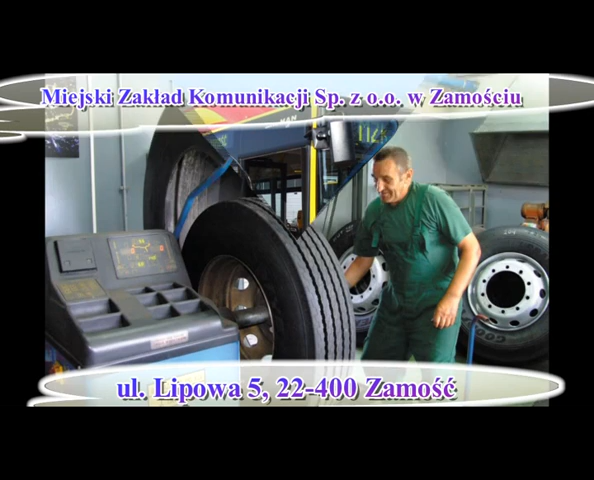 Miejski Zakład Komunikacji Sp. z o.o. w Zamościu
ul. Lipowa 5, 22-400 Zamość